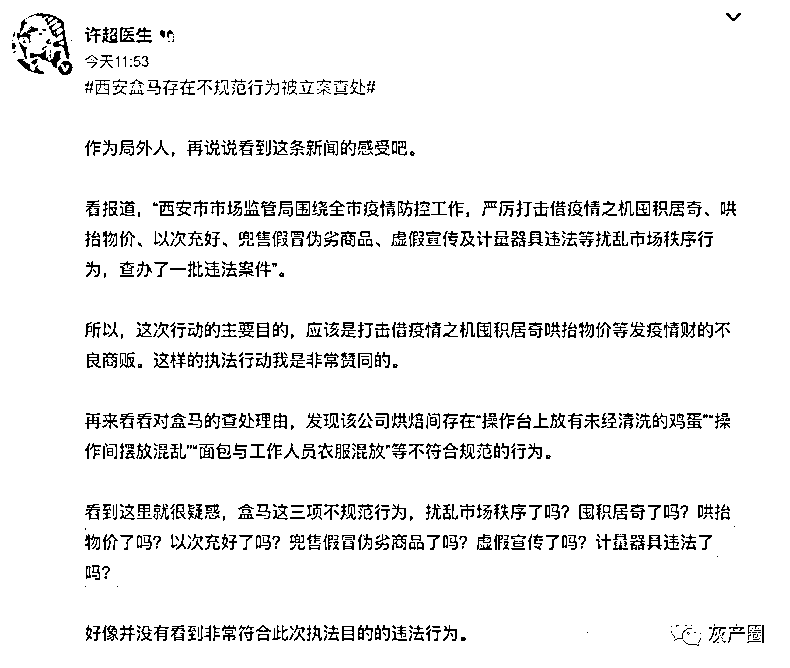 许超医生
今天11:53
#西安盒马存在不规范行为被立案查处#
作为局外人，再说说看到这条新闻的感受吧。
看报道，“西安市市场监管局围绕全市疫情防控工作，严厉打击借疫情之机囤积居奇、哄
抬物价、以次充好、兜售假冒伪劣商品、虚假宣传及计量器具违法等扰乱市场秩序行
为，查办了一批违法案件”。
所以，这次行动的主要目的，应该是打击借疫情之机囤积居奇哄抬物价等发疫情财的不
良商贩。这样的执法行动我是非常赞同的。
再来看看对盒马的查处理由，发现该公司烘焙间存在“操作台上放有未经清洗的鸡蛋”“操
作间摆放混乱”“面包与工作人员衣服混放”等不符合规范的行为。
看到这里就很疑惑，盒马这三项不规范行为，扰乱市场秩序了吗？囤积居奇了吗？哄抬
物价了吗？以次充好了吗？兜售假冒伪劣商品了吗？虚假宣传了吗？计量器具违法了
吗？
好像并没有看到非常符合此次执法目的的违法行为。
灰产圈